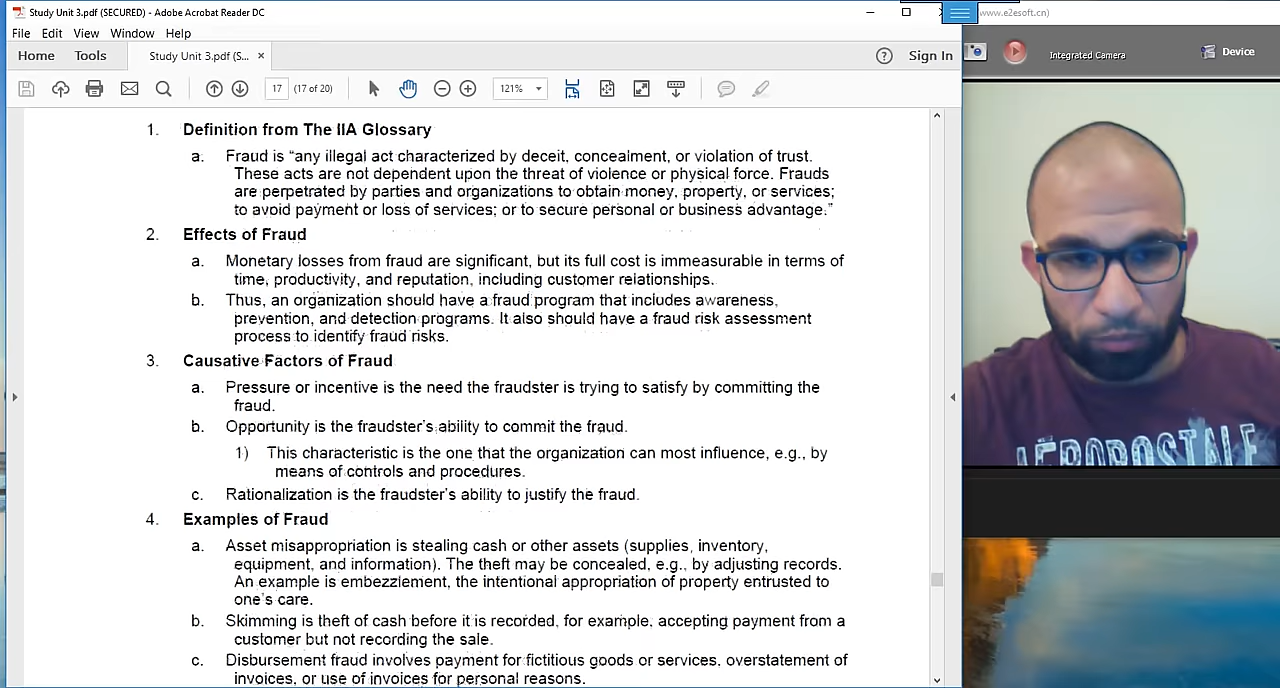 Study Unit 3.pdf (SECURED) - Adobe Acrobat Reader DC
www.e2esoft.cn)
File Edit View Window Help
Home Tools Study Unit 3.pdf (S... × Sign In
Integrated Camera Device
17 (17 of 20) 121%
1. Definition from The IIA Glossary
a. Fraud is “any illegal act characterized by deceit, concealment, or violation of trust.
These acts are not dependent upon the threat of violence or physical force. Frauds
are perpetrated by parties and organizations to obtain money, property, or services;
to avoid payment or loss of services; or to secure personal or business advantage.”
2. Effects of Fraud
a. Monetary losses from fraud are significant, but its full cost is immeasurable in terms of
time, productivity, and reputation, including customer relationships.
b. Thus, an organization should have a fraud program that includes awareness,
prevention, and detection programs. It also should have a fraud risk assessment
process to identify fraud risks.
3. Causative Factors of Fraud
a. Pressure or incentive is the need the fraudster is trying to satisfy by committing the
fraud.
b. Opportunity is the fraudster's ability to commit the fraud.
1) This characteristic is the one that the organization can most influence, e.g., by
means of controls and procedures.
c. Rationalization is the fraudster's ability to justify the fraud.
4. Examples of Fraud
a. Asset misappropriation is stealing cash or other assets (supplies, inventory,
equipment, and information). The theft may be concealed, e.g., by adjusting records.
An example is embezzlement, the intentional appropriation of property entrusted to
one's care.
b. Skimming is theft of cash before it is recorded, for example, accepting payment from a
customer but not recording the sale.
c. Disbursement fraud involves payment for fictitious goods or services, overstatement of
invoices, or use of invoices for personal reasons.
AÉROPOSTALE